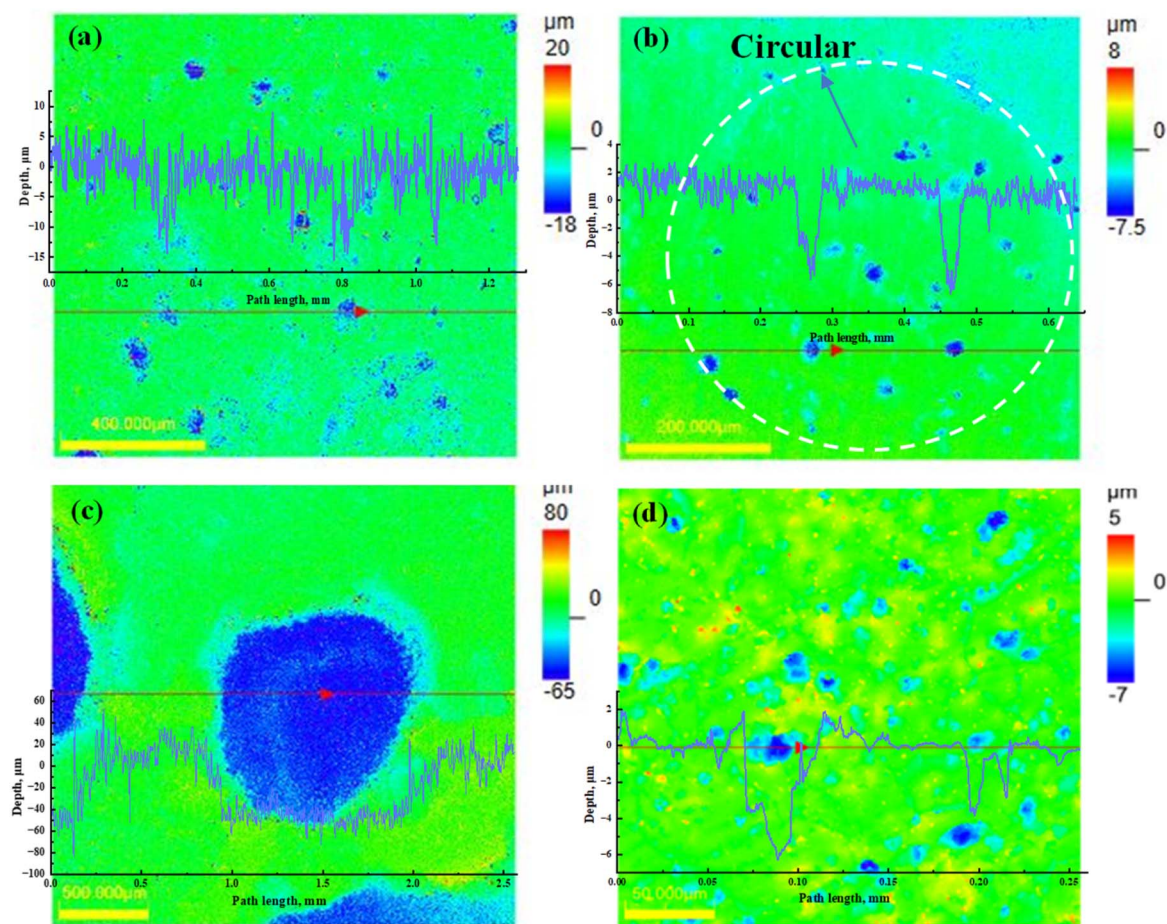 (a)
µm
20
0
-18
Depth, µm
12.5
10
5
0
−5
−10
−15
0.0 0.2 0.4 0.6 0.8 1.0 1.2
Path length, mm
400.000µm
(b)
Circular
µm
8
0
-7.5
Depth, µm
4
2
0
−2
−4
−6
−8
0.0 0.1 0.2 0.3 0.4 0.5 0.6
Path length, mm
200.000µm
(c)
µm
80
0
-65
Depth, µm
60
40
20
0
−20
−40
−60
−80
−100
0.0 0.5 1.0 1.5 2.0 2.5
Path length, mm
500.000µm
(d)
µm
5
0
-7
Depth, µm
2
0
−2
−4
−6
0.00 0.05 0.10 0.15 0.20 0.25
Path length, mm
50.000µm